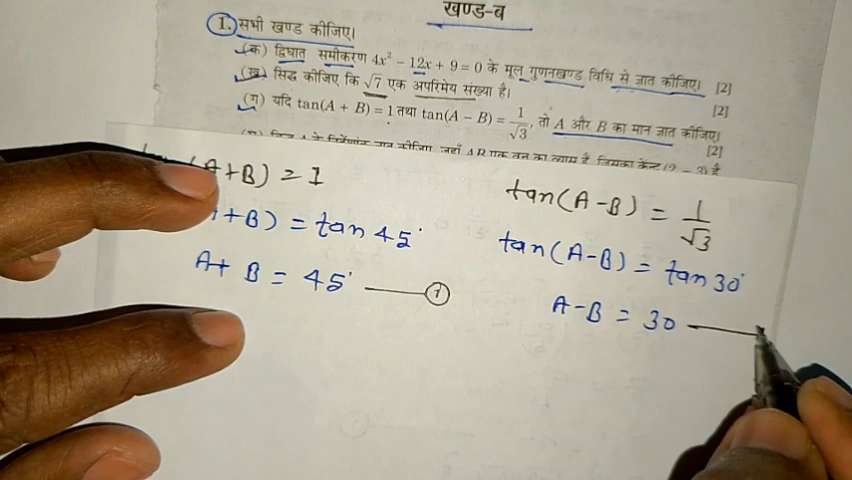 खण्ड-ब
1. सभी खण्ड कीजिए।
(क) द्विघात समीकरण 4x² − 12x + 9 = 0 के मूल गुणनखण्ड विधि से ज्ञात कीजिए। [2]
(ख) सिद्ध कीजिए कि √7 एक अपरिमेय संख्या है। [2]
(ग) यदि tan(A + B) = 1 तथा tan(A − B) = 1/√3, तो A और B का मान ज्ञात कीजिए। [2]
A+B) = 1
+B) = tan 45°
A+ B = 45° — 1
tan(A-B) = 1/√3
tan(A-B) = tan 30°
A-B = 30